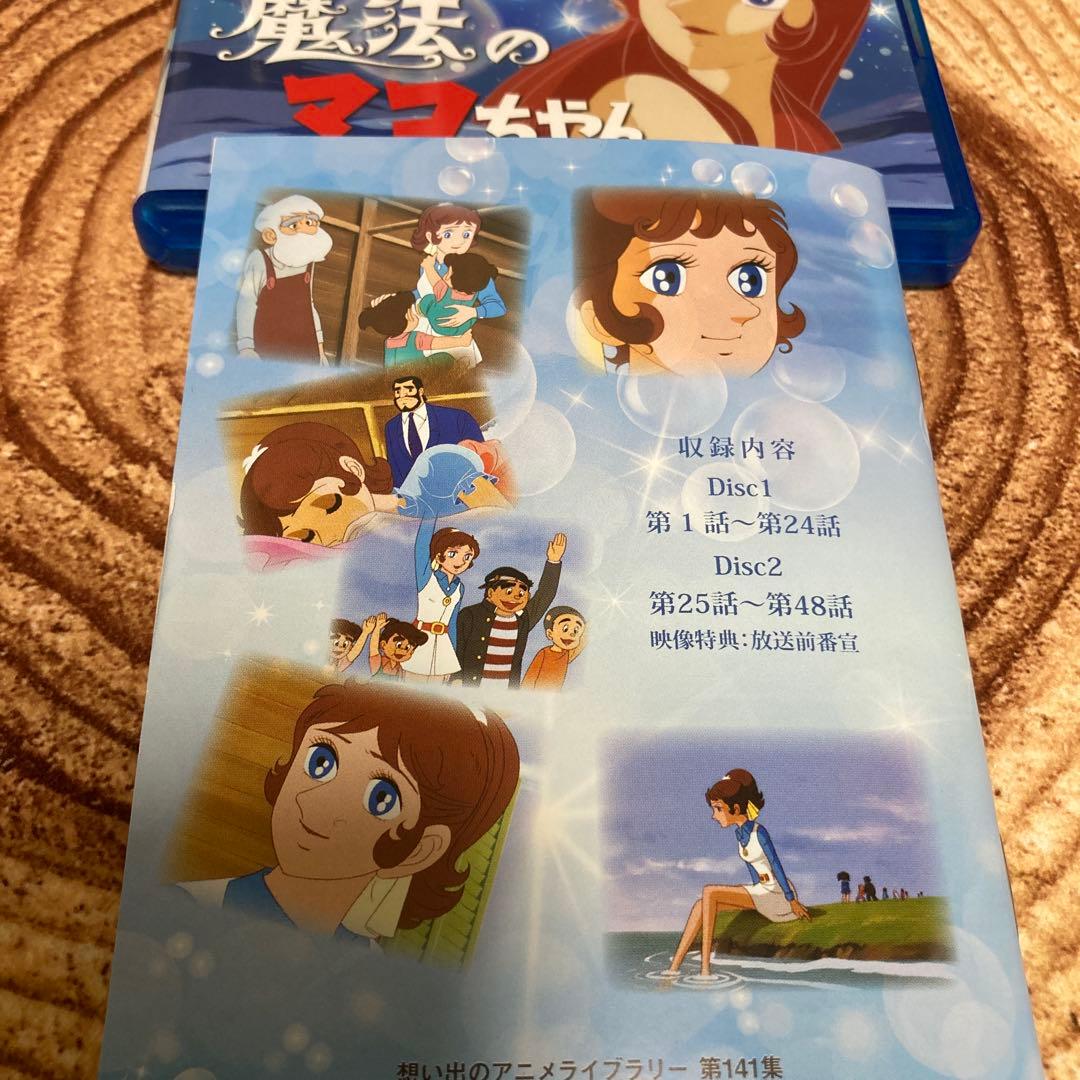 魔法の
マコちゃん
収録内容
Disc1
第1話～第24話
Disc2
第25話～第48話
映像特典：放送前番宣
想い出のアニメライブラリー 第141集